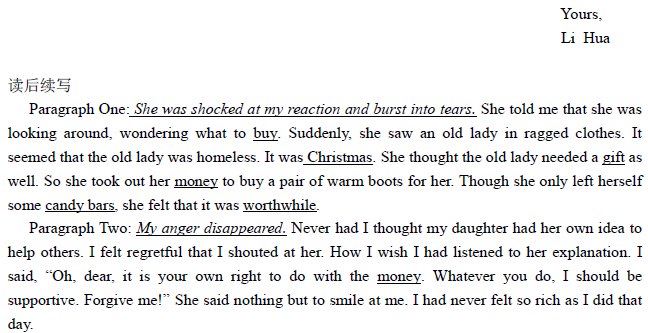 Yours,
Li Hua
读后续写
Paragraph One: She was shocked at my reaction and burst into tears. She told me that she was
looking around, wondering what to buy. Suddenly, she saw an old lady in ragged clothes. It
seemed that the old lady was homeless. It was Christmas. She thought the old lady needed a gift as
well. So she took out her money to buy a pair of warm boots for her. Though she only left herself
some candy bars, she felt that it was worthwhile.
Paragraph Two: My anger disappeared. Never had I thought my daughter had her own idea to
help others. I felt regretful that I shouted at her. How I wish I had listened to her explanation. I
said, “Oh, dear, it is your own right to do with the money. Whatever you do, I should be
supportive. Forgive me!” She said nothing but to smile at me. I had never felt so rich as I did that
day.